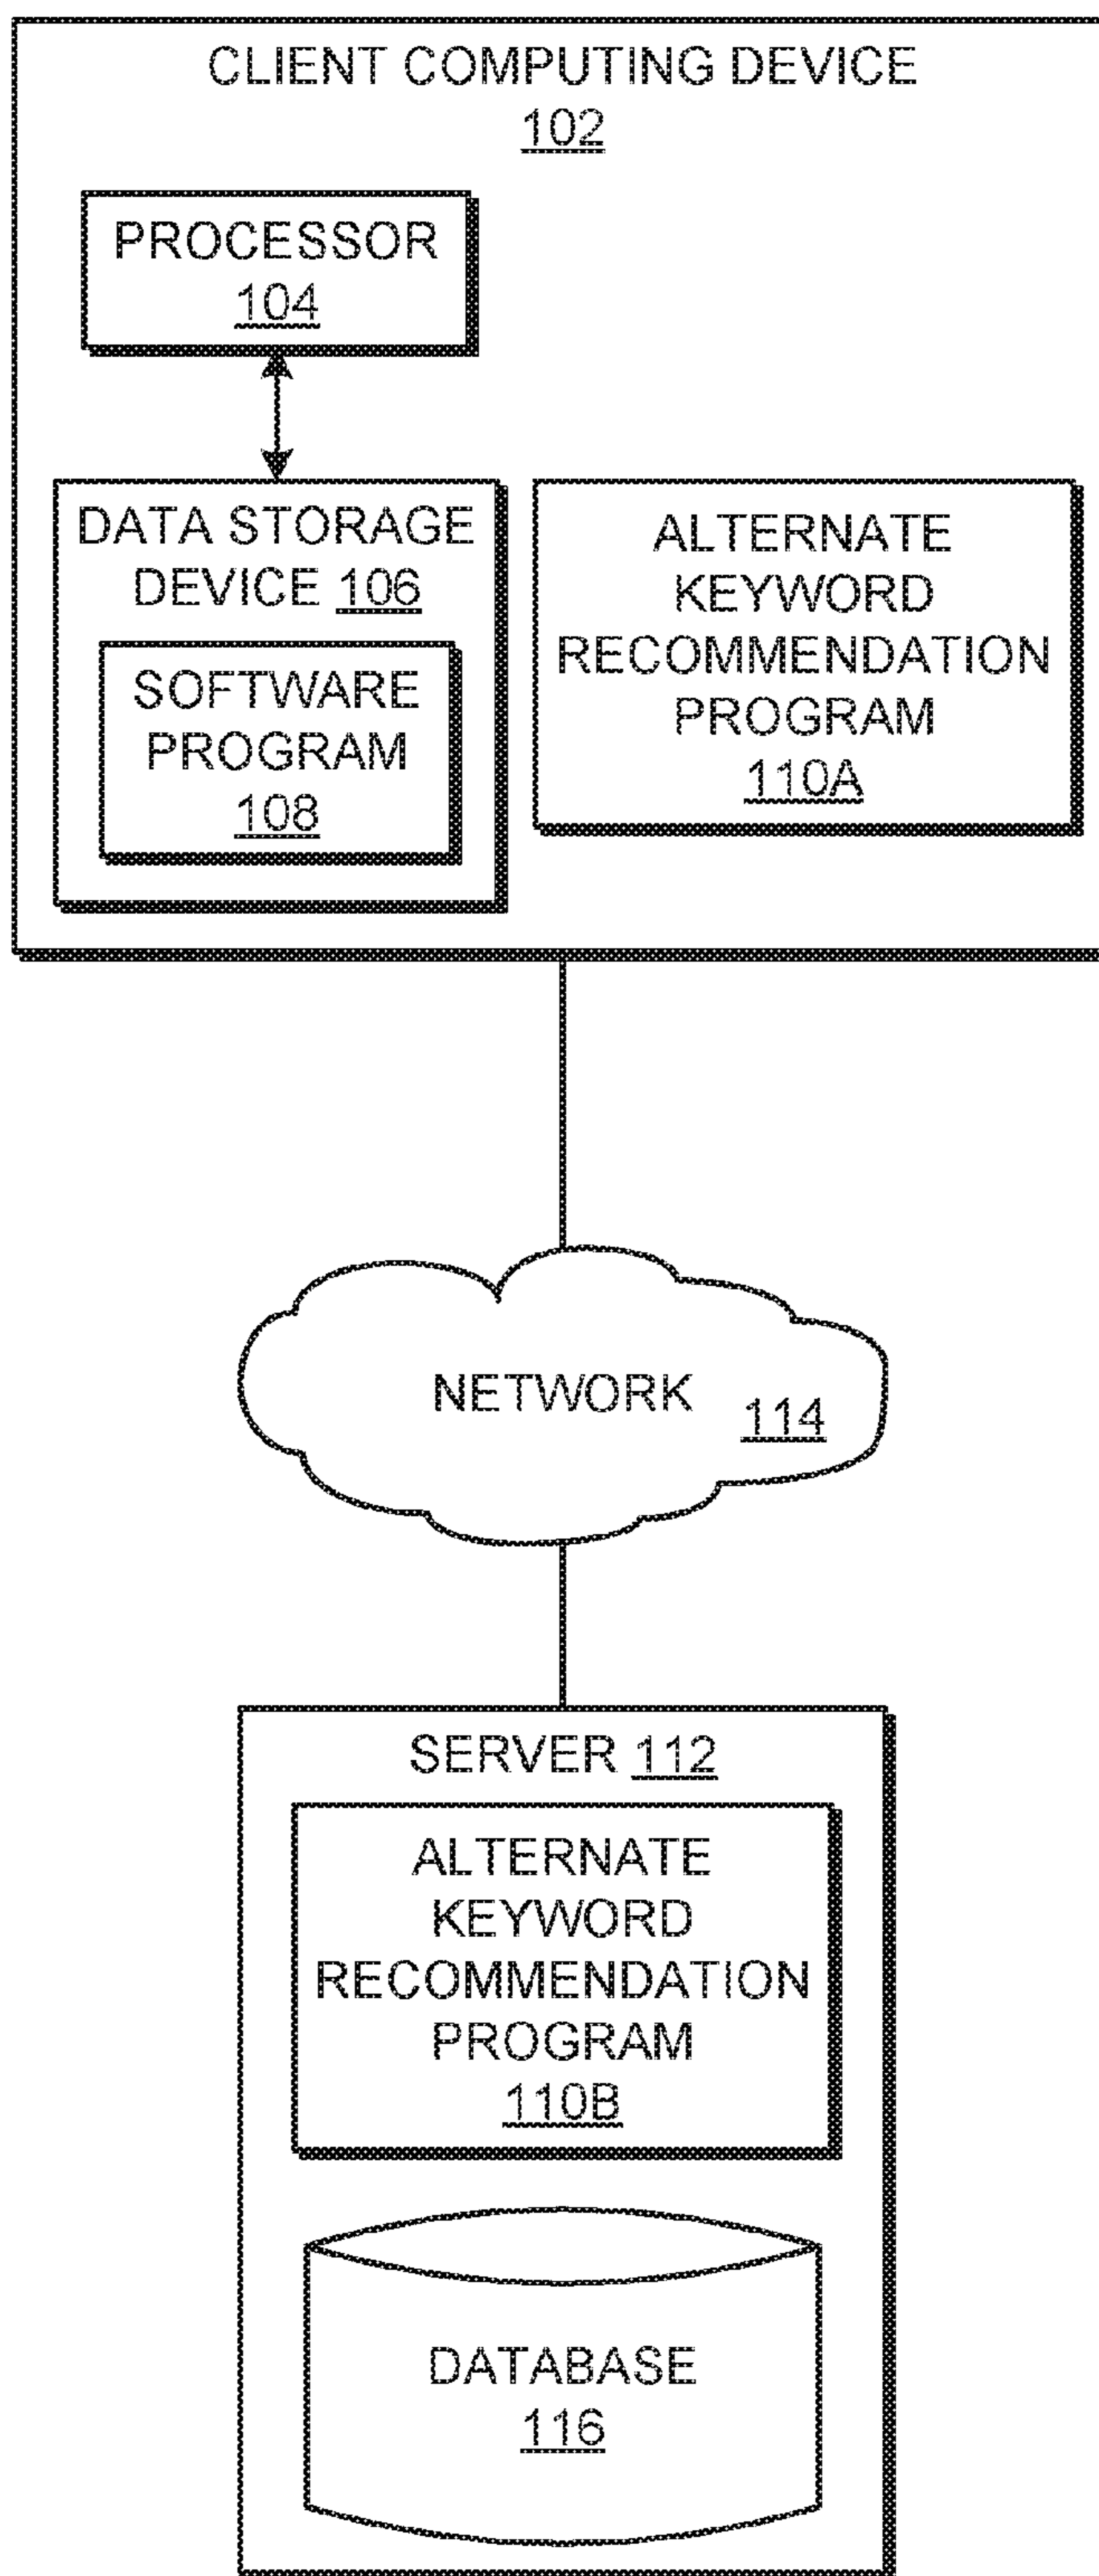 CLIENT COMPUTING DEVICE
102
PROCESSOR
104
DATA STORAGE
DEVICE 106
SOFTWARE
PROGRAM
108
ALTERNATE
KEYWORD
RECOMMENDATION
PROGRAM
110A
NETWORK
114
SERVER 112
ALTERNATE
KEYWORD
RECOMMENDATION
PROGRAM
110B
DATABASE
116